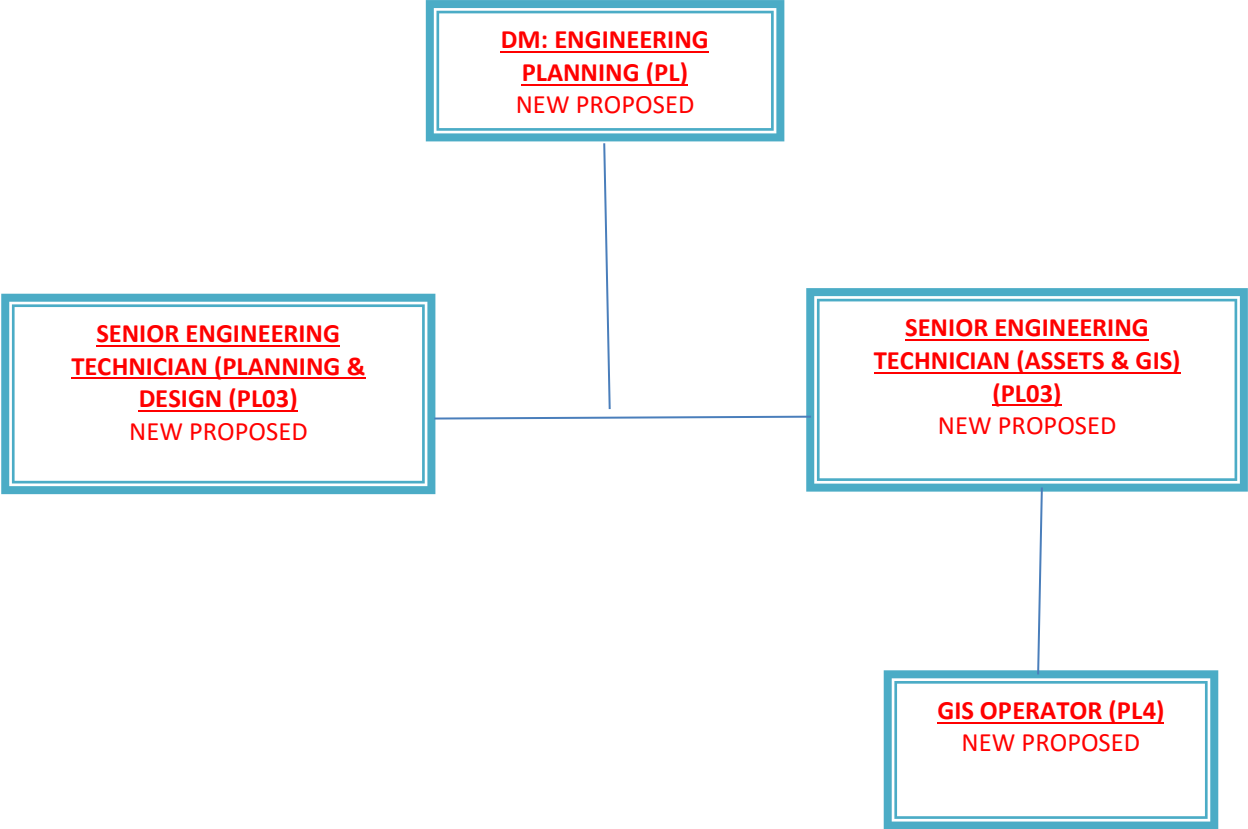 DM: ENGINEERING
PLANNING (PL)
NEW PROPOSED
SENIOR ENGINEERING
TECHNICIAN (PLANNING &
DESIGN (PL03)
NEW PROPOSED
SENIOR ENGINEERING
TECHNICIAN (ASSETS & GIS)
(PL03)
NEW PROPOSED
GIS OPERATOR (PL4)
NEW PROPOSED